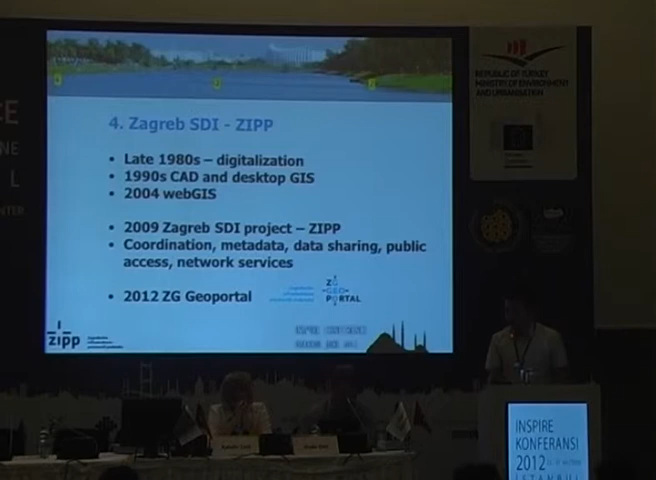 4. Zagreb SDI - ZIPP
• Late 1980s – digitalization
• 1990s CAD and desktop GIS
• 2004 webGIS
• 2009 Zagreb SDI project – ZIPP
• Coordination, metadata, data sharing, public
access, network services
• 2012 ZG Geoportal
ZG
GEO
PORTAL
zipp
REPUBLIC OF TURKEY
MINISTRY OF ENVIRONMENT
AND URBANISATION
INSPIRE
KONFERANSI
2012
ISTANBUL